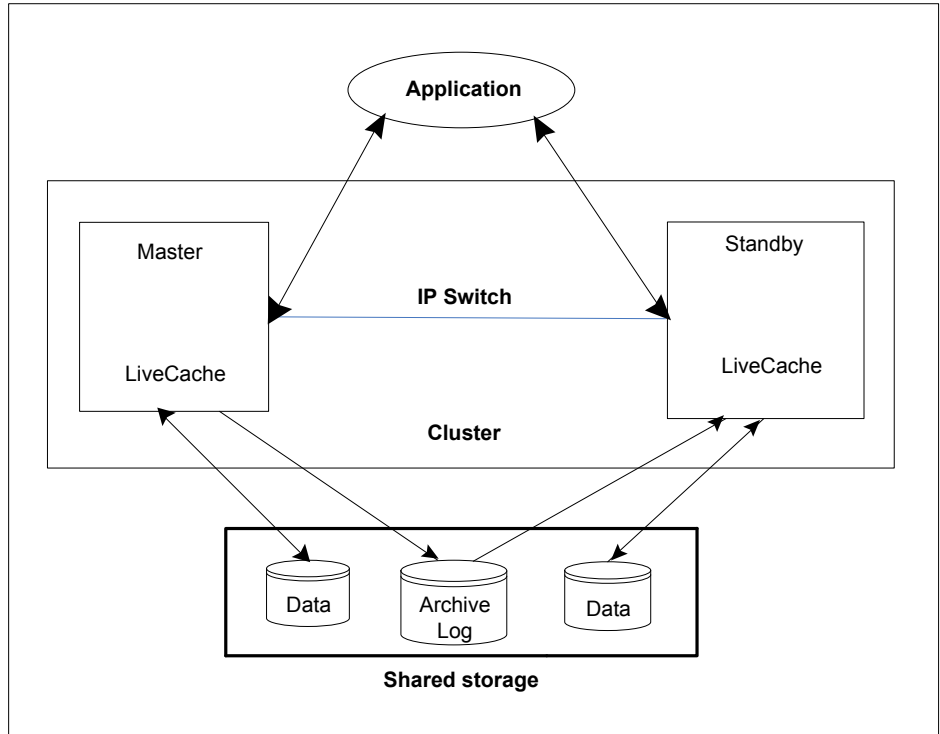 Application
Master
Standby
IP Switch
LiveCache
LiveCache
Cluster
Data
Archive
Log
Data
Shared storage